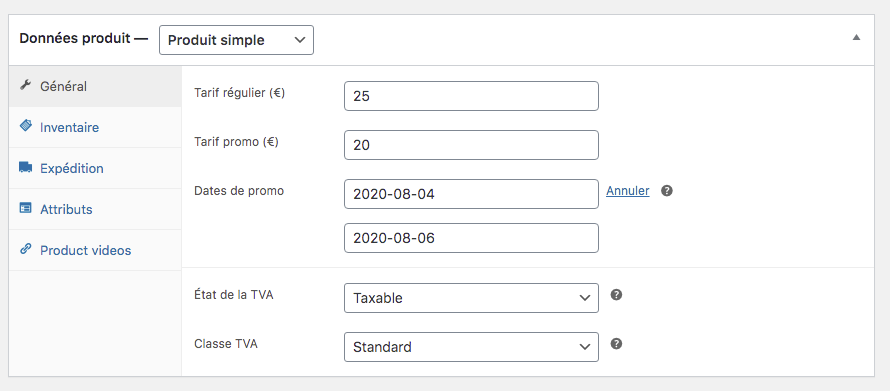 Données produit — Produit simple
Général
Inventaire
Expédition
Attributs
Product videos
Tarif régulier (€) 25
Tarif promo (€) 20
Dates de promo 2020-08-04 Annuler ?
2020-08-06
État de la TVA Taxable ?
Classe TVA Standard ?